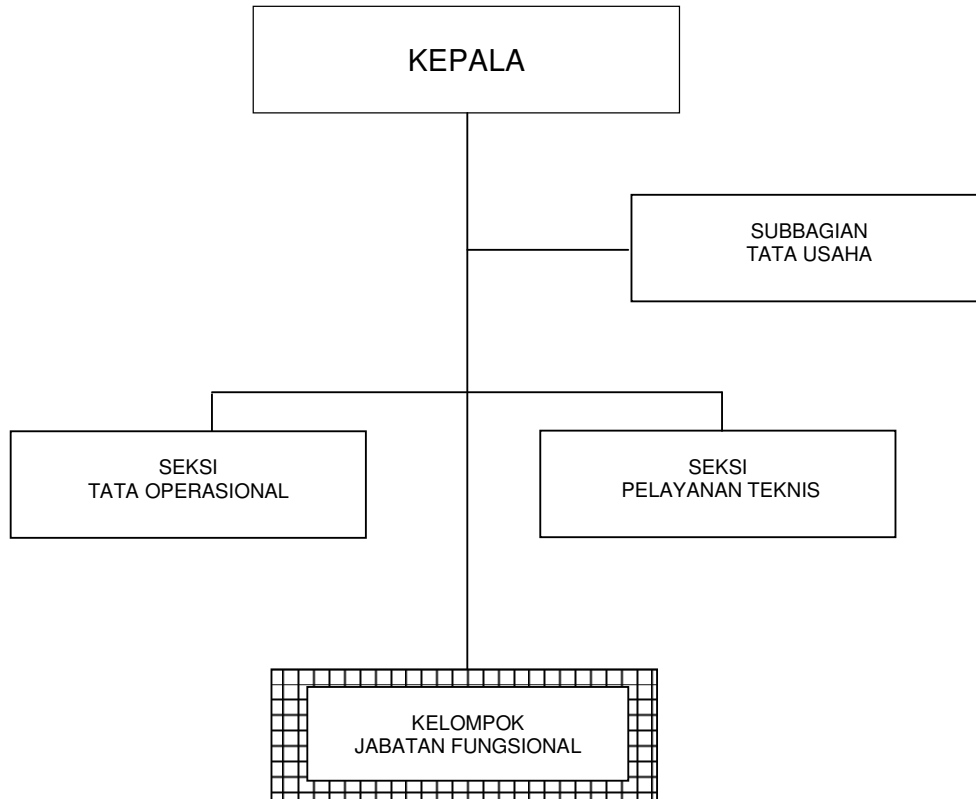 KEPALA
SUBBAGIAN
TATA USAHA
SEKSI
TATA OPERASIONAL
SEKSI
PELAYANAN TEKNIS
KELOMPOK
JABATAN FUNGSIONAL